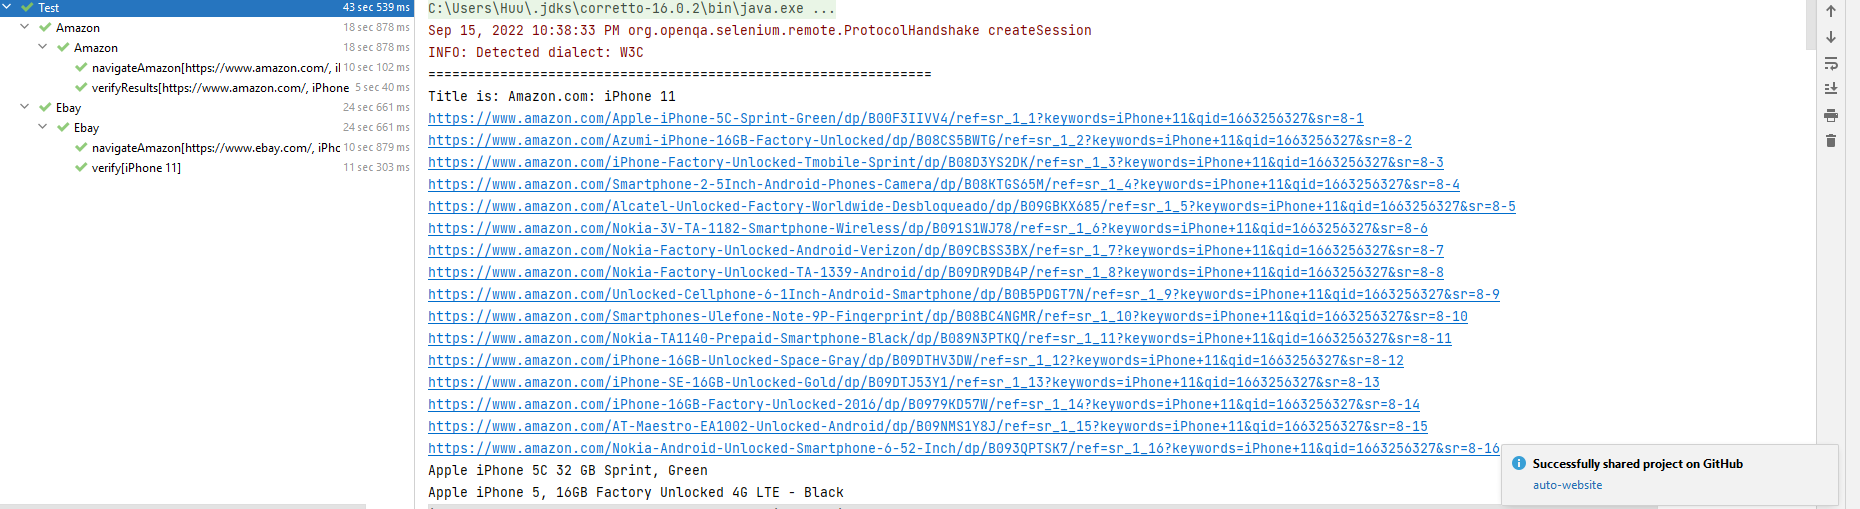 Test 43 sec 539 ms
Amazon 18 sec 878 ms
Amazon 18 sec 878 ms
navigateAmazon[https://www.amazon.com/, il 10 sec 102 ms
verifyResults[https://www.amazon.com/, iPhone 5 sec 40 ms
Ebay 24 sec 661 ms
Ebay 24 sec 661 ms
navigateAmazon[https://www.ebay.com/, iPhc 10 sec 879 ms
verify[iPhone 11] 11 sec 303 ms
C:\Users\Huu\.jdks\corretto-16.0.2\bin\java.exe ...
Sep 15, 2022 10:38:33 PM org.openqa.selenium.remote.ProtocolHandshake createSession
INFO: Detected dialect: W3C
===============================================================
Title is: Amazon.com: iPhone 11
https://www.amazon.com/Apple-iPhone-5C-Sprint-Green/dp/B00F3IIVV4/ref=sr_1_1?keywords=iPhone+11&qid=1663256327&sr=8-1
https://www.amazon.com/Azumi-iPhone-16GB-Factory-Unlocked/dp/B08CS5BWTG/ref=sr_1_2?keywords=iPhone+11&qid=1663256327&sr=8-2
https://www.amazon.com/iPhone-Factory-Unlocked-Tmobile-Sprint/dp/B08D3YS2DK/ref=sr_1_3?keywords=iPhone+11&qid=1663256327&sr=8-3
https://www.amazon.com/Smartphone-2-5Inch-Android-Phones-Camera/dp/B08KTGS65M/ref=sr_1_4?keywords=iPhone+11&qid=1663256327&sr=8-4
https://www.amazon.com/Alcatel-Unlocked-Factory-Worldwide-Desbloqueado/dp/B09GBKX685/ref=sr_1_5?keywords=iPhone+11&qid=1663256327&sr=8-5
https://www.amazon.com/Nokia-3V-TA-1182-Smartphone-Wireless/dp/B091S1WJ78/ref=sr_1_6?keywords=iPhone+11&qid=1663256327&sr=8-6
https://www.amazon.com/Nokia-Factory-Unlocked-Android-Verizon/dp/B09CBSS3BX/ref=sr_1_7?keywords=iPhone+11&qid=1663256327&sr=8-7
https://www.amazon.com/Nokia-Factory-Unlocked-TA-1339-Android/dp/B09DR9DB4P/ref=sr_1_8?keywords=iPhone+11&qid=1663256327&sr=8-8
https://www.amazon.com/Unlocked-Cellphone-6-1Inch-Android-Smartphone/dp/B0B5PDGT7N/ref=sr_1_9?keywords=iPhone+11&qid=1663256327&sr=8-9
https://www.amazon.com/Smartphones-Ulefone-Note-9P-Fingerprint/dp/B08BC4NGMR/ref=sr_1_10?keywords=iPhone+11&qid=1663256327&sr=8-10
https://www.amazon.com/Nokia-TA1140-Prepaid-Smartphone-Black/dp/B089N3PTKQ/ref=sr_1_11?keywords=iPhone+11&qid=1663256327&sr=8-11
https://www.amazon.com/iPhone-16GB-Unlocked-Space-Gray/dp/B09DTHV3DW/ref=sr_1_12?keywords=iPhone+11&qid=1663256327&sr=8-12
https://www.amazon.com/iPhone-SE-16GB-Unlocked-Gold/dp/B09DTJ53Y1/ref=sr_1_13?keywords=iPhone+11&qid=1663256327&sr=8-13
https://www.amazon.com/iPhone-16GB-Factory-Unlocked-2016/dp/B0979KD57W/ref=sr_1_14?keywords=iPhone+11&qid=1663256327&sr=8-14
https://www.amazon.com/AT-Maestro-EA1002-Unlocked-Android/dp/B09NMS1Y8J/ref=sr_1_15?keywords=iPhone+11&qid=1663256327&sr=8-15
https://www.amazon.com/Nokia-Android-Unlocked-Smartphone-6-52-Inch/dp/B093QPTSK7/ref=sr_1_16?keywords=iPhone+11&qid=1663256327&sr=8-16
Apple iPhone 5C 32 GB Sprint, Green
Apple iPhone 5, 16GB Factory Unlocked 4G LTE - Black
Successfully shared project on GitHub
auto-website